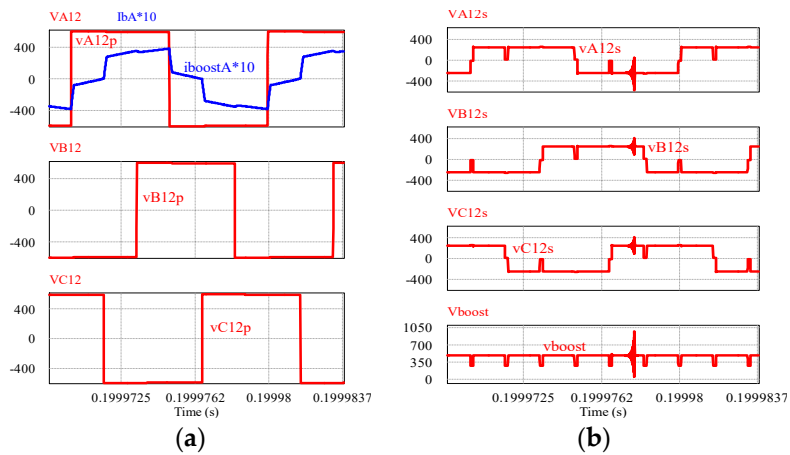 VA12 IbA*10
400
0
-400
vA12p
iboostA*10
VB12
400
0
-400
vB12p
VC12
400
0
-400
vC12p
0.1999725 0.1999762 0.19998 0.1999837
Time (s)
(a)
VA12s
400
0
-400
vA12s
VB12s
400
0
-400
vB12s
VC12s
400
0
-400
vC12s
Vboost
1050
700
350
0
vboost
0.1999725 0.1999762 0.19998 0.1999837
Time (s)
(b)